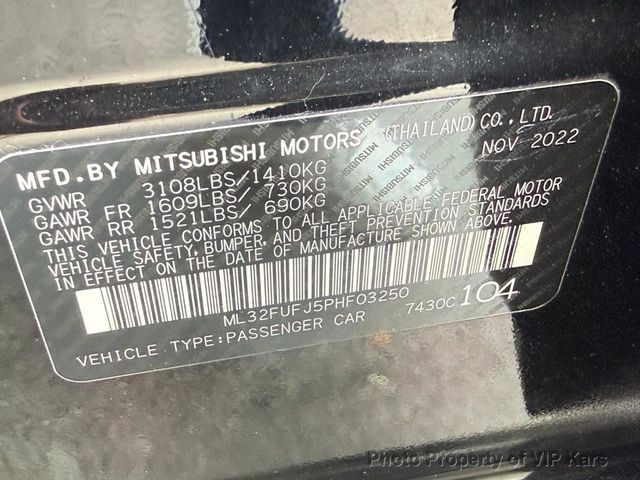 MFD.BY MITSUBISHI MOTORS (THAILAND)CO.,LTD.
NOV 2022
GVWR 3108LBS/1410KG
GAWR FR 1609LBS/ 730KG
GAWR RR 1521LBS/ 690KG
THIS VEHICLE CONFORMS TO ALL APPLICABLE FEDERAL MOTOR
VEHICLE SAFETY, BUMPER, AND THEFT PREVENTION STANDARDS
IN EFFECT ON THE DATE OF MANUFACTURE SHOWN ABOVE.
ML32FUFJ5PHF03250
7430C 104
VEHICLE TYPE:PASSENGER CAR
Photo Property of VIP Kars